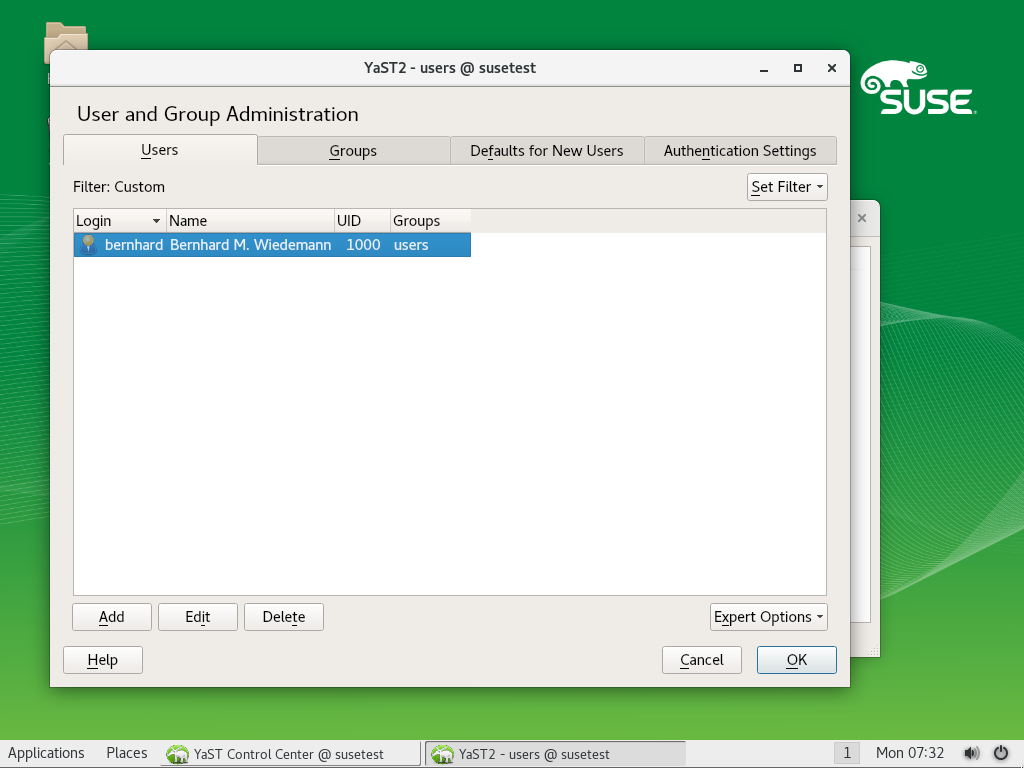 YaST2 - users @ susetest
User and Group Administration
Users Groups Defaults for New Users Authentication Settings
Filter: Custom Set Filter
Login Name UID Groups
bernhard Bernhard M. Wiedemann 1000 users
Add Edit Delete Expert Options
Help Cancel OK
SUSE
Applications Places YaST Control Center @ susetest YaST2 - users @ susetest 1 Mon 07:32